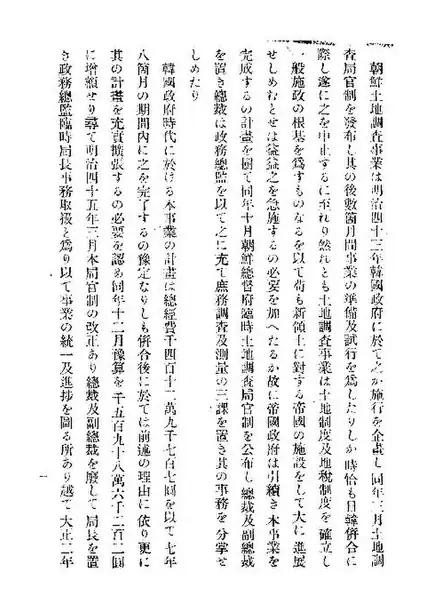 朝鮮土地調査事業は明治四十三年韓國政府に於て之か施行を企畫し同年三月土地調
査局官制を發布し其の後數箇月間事業の準備及試行を爲したりしか時恰も日韓併合に
際し遂に之を中止するに至れり然れとも土地調査事業は土地制度及地稅制度を確立し
一般施政の根基を爲すものなるを以て苟も新領土に對する帝國の施設をして大に進展
せしめむとせは益益之を急施するの必要を加へたるか故に帝國政府は引續き本事業を
完成するの計畫を樹て同年十月朝鮮總督府臨時土地調査局官制を公布し總裁及副總裁
を置き總裁は政務總監を以て之に充て庶務調査及測量の三課を置き其の事務を分掌せ
しめたり
韓國政府時代に於ける本事業の計畫は總經費千四百十二萬九千七百七圓を以て七年
八箇月の期間內に之を完了するの豫定なりしも併合後に於ては前述の理由に依り更に
其の計畫を充實擴張するの必要を認め同年十二月豫算を千五百九十八萬六千二百二圓
に增額せり尋て明治四十五年三月本局官制の改正あり總裁及副總裁を廢して局長を置
き政務總監臨時局長事務取扱と爲り以て事業の統一及進捗を圖る所あり越て大正二年
一